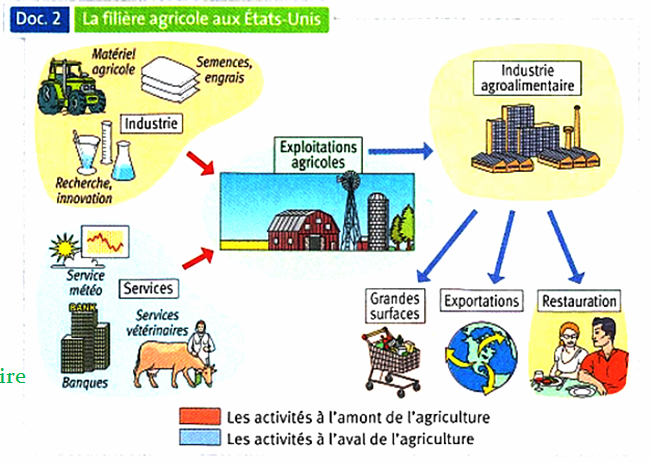 Doc. 2 La filière agricole aux États-Unis
Matériel
agricole
Semences,
engrais
Industrie
Recherche,
innovation
Exploitations
agricoles
Industrie
agroalimentaire
Service
météo
Services
BANK
Services
vétérinaires
Banques
Grandes
surfaces
Exportations
Restauration
ire
Les activités à l'amont de l'agriculture
Les activités à l'aval de l'agriculture